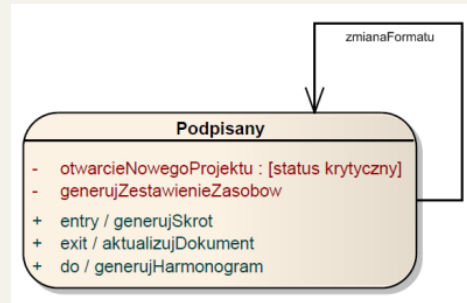 zmianaFormatu
Podpisany
- otwarcieNowegoProjektu : [status krytyczny]
- generujZestawienieZasobow
+ entry / generujSkrot
+ exit / aktualizujDokument
+ do / generujHarmonogram